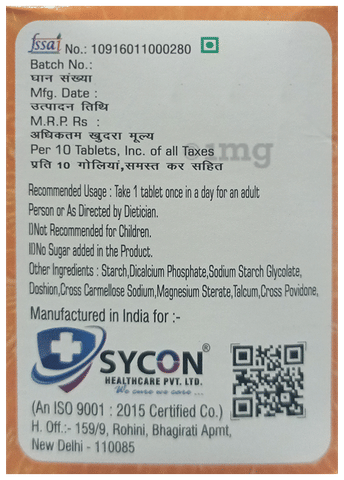 fssai No.: 10916011000280
Batch No.:
घान संख्या
Mfg. Date :
उत्पादन तिथि
M.R.P. Rs :
अधिकतम खुदरा मूल्य
Per 10 Tablets, Inc. of all Taxes
प्रति 10 गोलियां,समस्त कर सहित
Recommended Usage : Take 1 tablet once in a day for an adult
Person or As Directed by Dietician.
i)Not Recommended for Children.
ii)No Sugar added in the Product.
Other Ingredients : Starch,Dicalcium Phosphate,Sodium Starch Glycolate,
Doshion,Cross Carmellose Sodium,Magnesium Sterate,Talcum,Cross Povidone,
Manufactured in India for :-
SYCON®
HEALTHCARE PVT. LTD.
We cure we care ...
(An ISO 9001 : 2015 Certified Co.)
H. Off.:- 159/9, Rohini, Bhagirati Apmt,
New Delhi - 110085